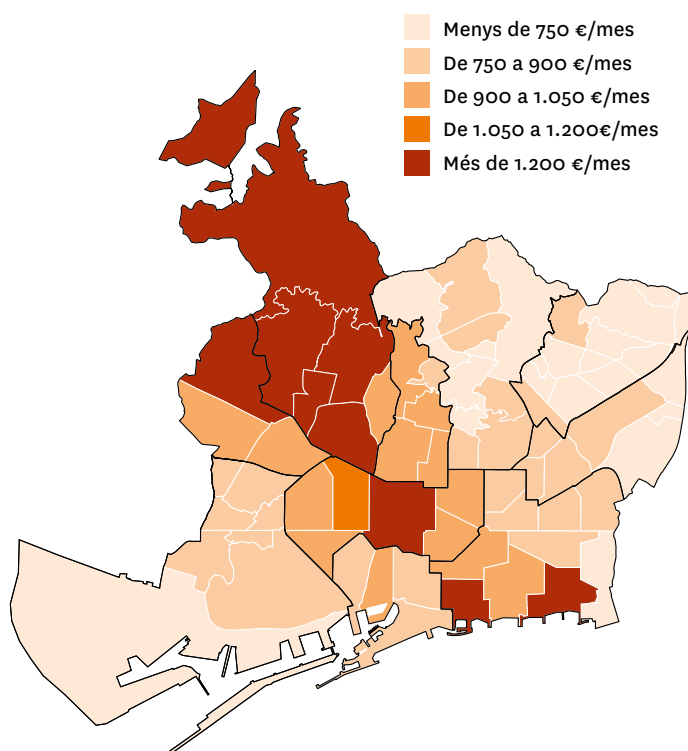 Menys de 750 €/mes
De 750 a 900 €/mes
De 900 a 1.050 €/mes
De 1.050 a 1.200€/mes
Més de 1.200 €/mes